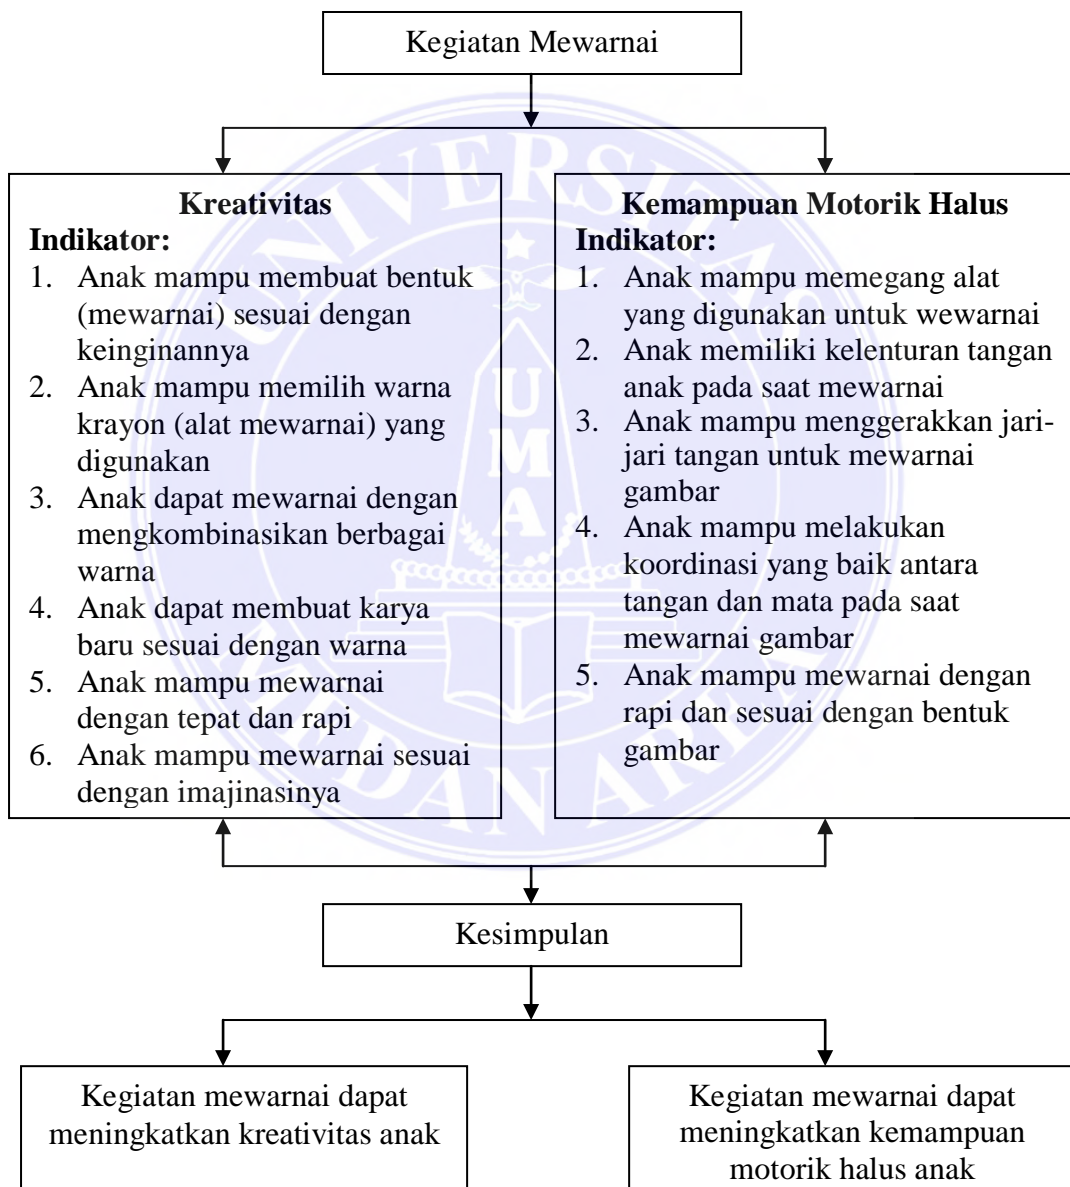 Kegiatan Mewarnai
Kreativitas
Indikator:
1. Anak mampu membuat bentuk
(mewarnai) sesuai dengan
keinginannya
2. Anak mampu memilih warna
krayon (alat mewarnai) yang
digunakan
3. Anak dapat mewarnai dengan
mengkombinasikan berbagai
warna
4. Anak dapat membuat karya
baru sesuai dengan warna
5. Anak mampu mewarnai
dengan tepat dan rapi
6. Anak mampu mewarnai sesuai
dengan imajinasinya
Kemampuan Motorik Halus
Indikator:
1. Anak mampu memegang alat
yang digunakan untuk wewarnai
2. Anak memiliki kelenturan tangan
anak pada saat mewarnai
3. Anak mampu menggerakkan jari-
jari tangan untuk mewarnai
gambar
4. Anak mampu melakukan
koordinasi yang baik antara
tangan dan mata pada saat
mewarnai gambar
5. Anak mampu mewarnai dengan
rapi dan sesuai dengan bentuk
gambar
Kesimpulan
Kegiatan mewarnai dapat
meningkatkan kreativitas anak
Kegiatan mewarnai dapat
meningkatkan kemampuan
motorik halus anak
UNIVERSITAS
MEDAN AREA
UMA